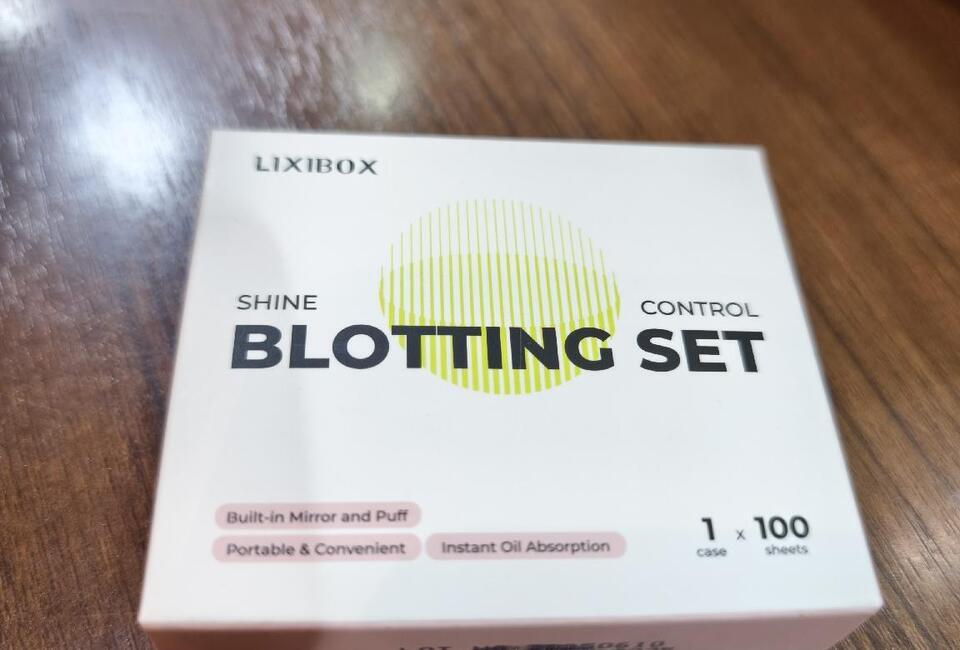 LIXIBOX
SHINE CONTROL
BLOTTING SET
Built-in Mirror and Puff
Portable & Convenient Instant Oil Absorption
1 x 100
case sheets
LOT